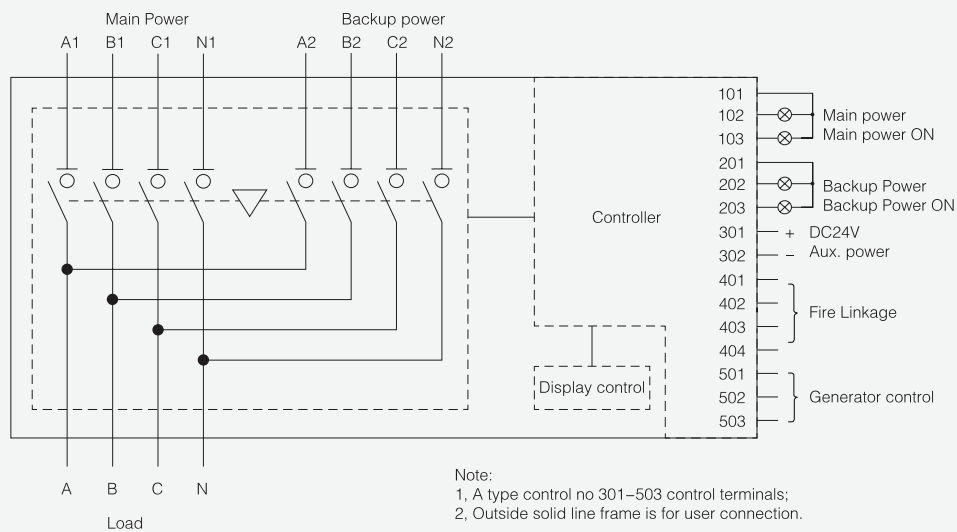 Main Power
Backup power
A1 B1 C1 N1 A2 B2 C2 N2
101
102 Main power
103 Main power ON
201
202 Backup Power
203 Backup Power ON
Controller
301 + DC24V
302 – Aux. power
401
402
Fire Linkage
403
404
501
Display control
502 Generator control
503
A B C N
Load
Note:
1, A type control no 301–503 control terminals;
2, Outside solid line frame is for user connection.